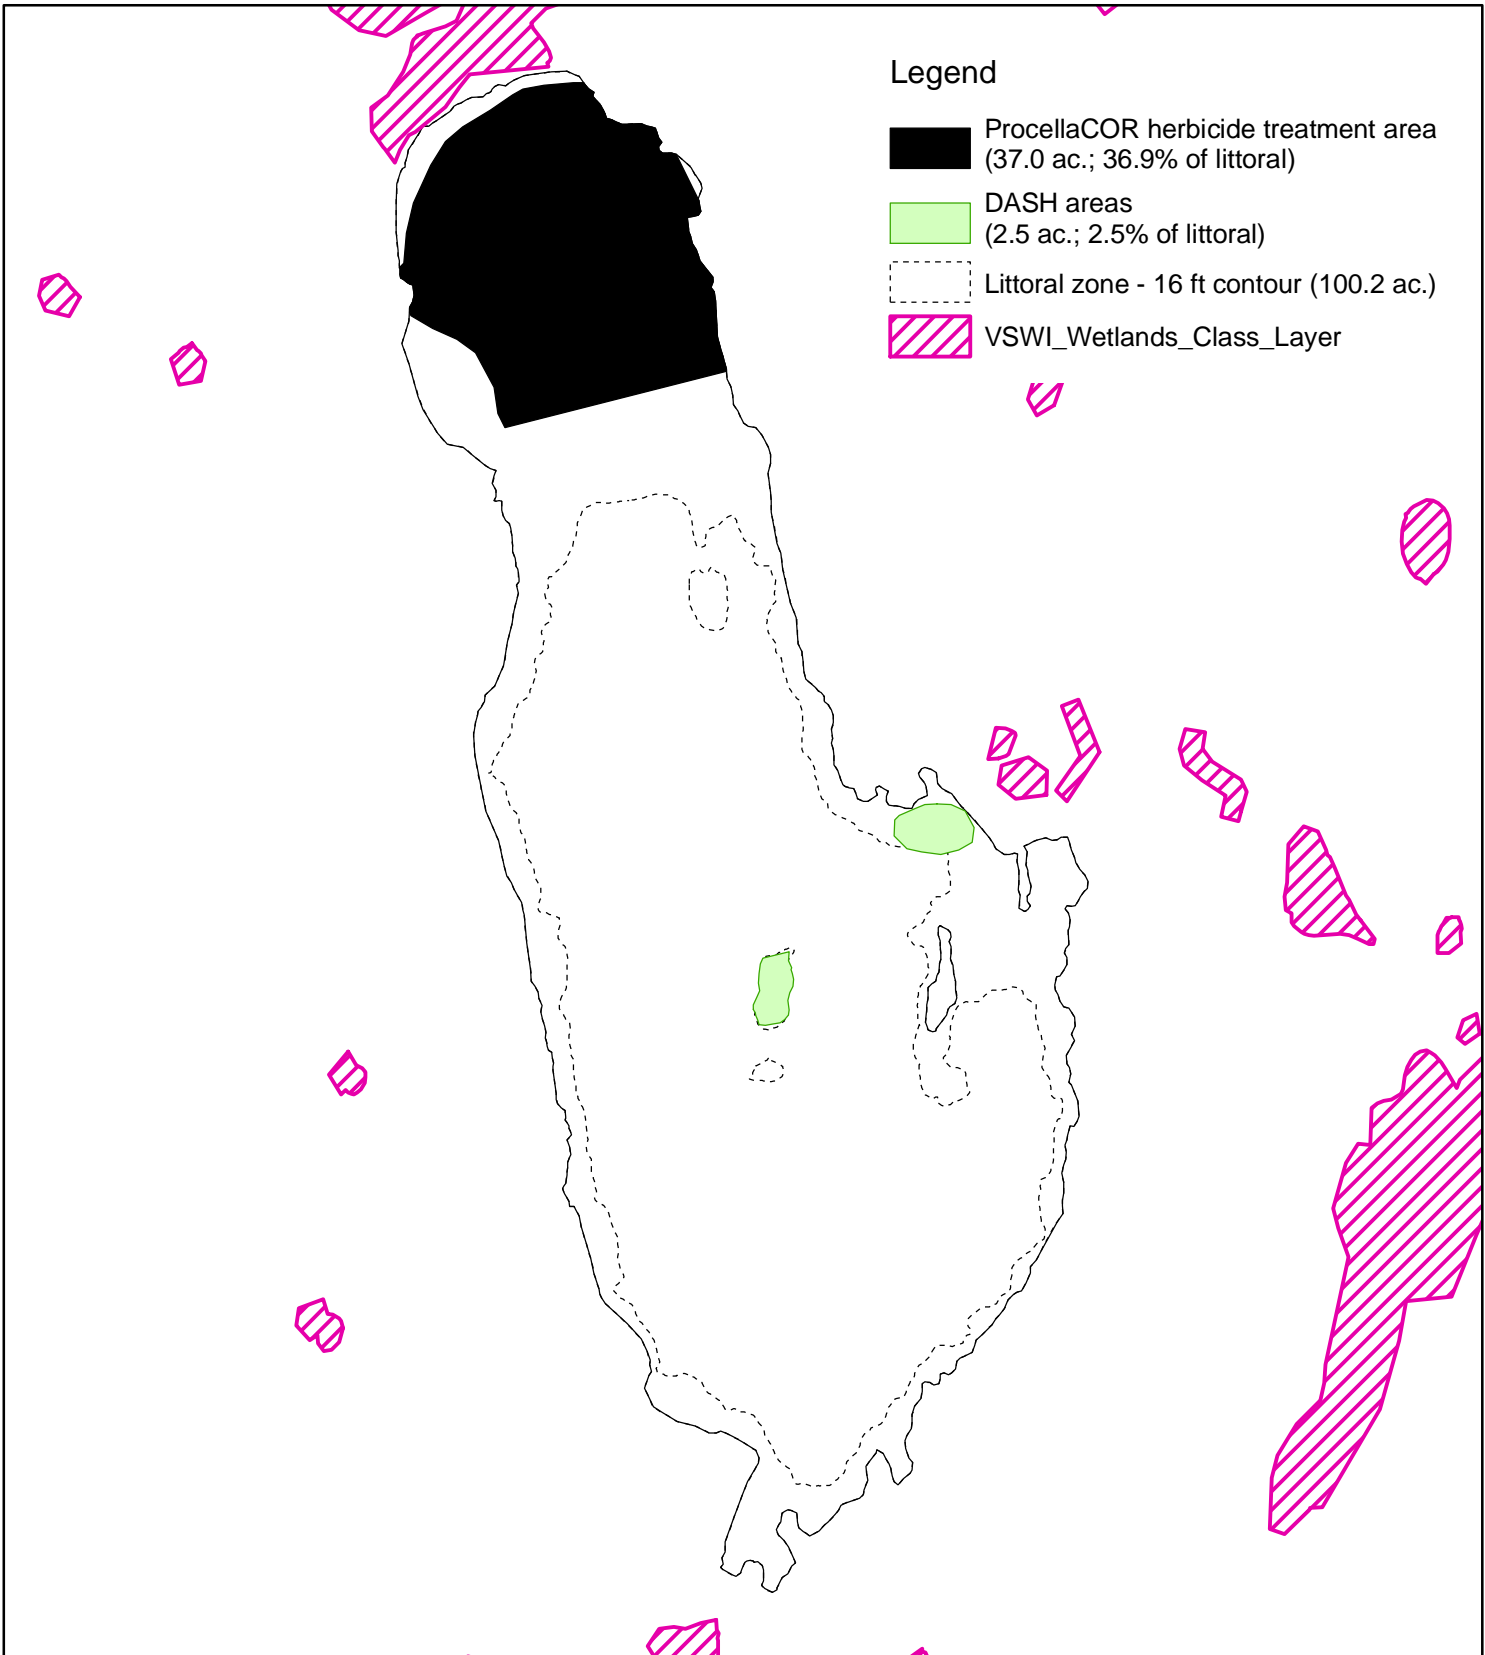 Legend
ProcellaCOR herbicide treatment area
(37.0 ac.; 36.9% of littoral)
DASH areas
(2.5 ac.; 2.5% of littoral)
Littoral zone - 16 ft contour (100.2 ac.)
VSWI_Wetlands_Class_Layer